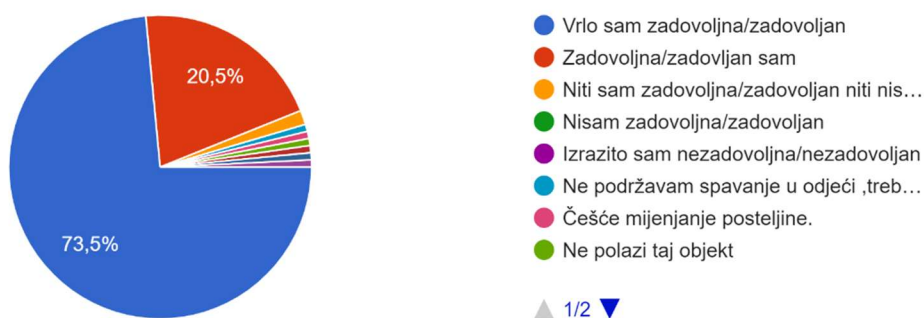 20,5%
73,5%
Vrlo sam zadovoljna/zadovoljan
Zadovoljna/zadovljan sam
Niti sam zadovoljna/zadovoljan niti nis…
Nisam zadovoljna/zadovoljan
Izrazito sam nezadovoljna/nezadovoljan
Ne podržavam spavanje u odjeći ,treb…
Češće mijenjanje posteljine.
Ne polazi taj objekt
1/2